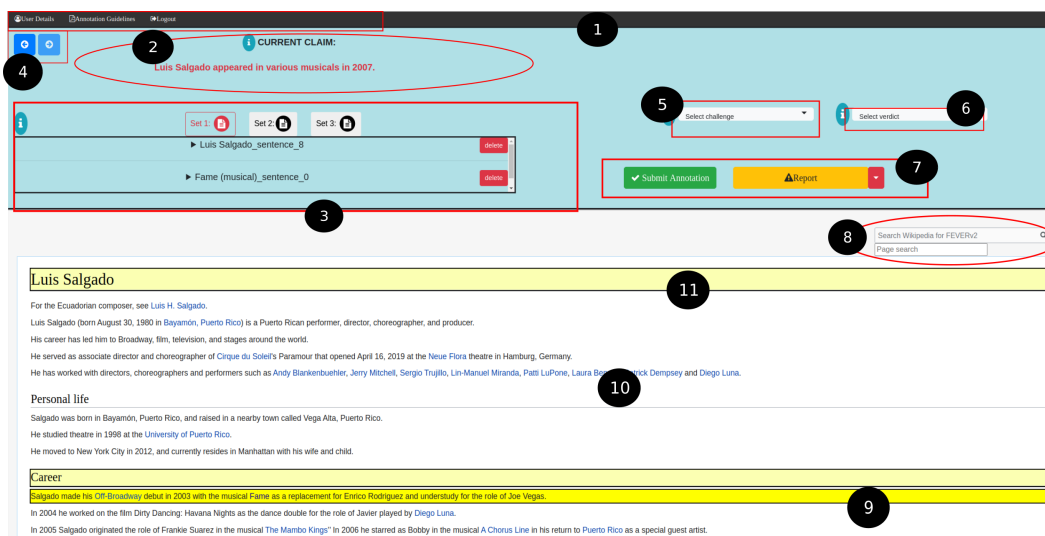 User Details Annotation Guidelines Logout
1
2
CURRENT CLAIM:
4
Luis Salgado appeared in various musicals in 2007.
5
6
Select challenge
Select verdict
Set 1: Set 2: Set 3:
▶ Luis Salgado_sentence_8 delete
▶ Fame (musical)_sentence_0 delete
7
Submit Annotation Report
3
8
Search Wikipedia for FEVERv2
Page search
Luis Salgado
11
For the Ecuadorian composer, see Luis H. Salgado.
Luis Salgado (born August 30, 1980 in Bayamón, Puerto Rico) is a Puerto Rican performer, director, choreographer, and producer.
His career has led him to Broadway, film, television, and stages around the world.
He served as associate director and choreographer of Cirque du Soleil's Paramour that opened April 16, 2019 at the Neue Flora theatre in Hamburg, Germany.
He has worked with directors, choreographers and performers such as Andy Blankenbuehler, Jerry Mitchell, Sergio Trujillo, Lin-Manuel Miranda, Patti LuPone, Laura Dempsey and Diego Luna.
10
Personal life
Salgado was born in Bayamón, Puerto Rico, and raised in a nearby town called Vega Alta, Puerto Rico.
He studied theatre in 1998 at the University of Puerto Rico.
He moved to New York City in 2012, and currently resides in Manhattan with his wife and child.
Career
Salgado made his Off-Broadway debut in 2003 with the musical Fame as a replacement for Enrico Rodriguez and understudy for the role of Joe Vegas.
9
In 2004 he worked on the film Dirty Dancing: Havana Nights as the dance double for the role of Javier played by Diego Luna.
In 2005 Salgado originated the role of Frankie Suarez in the musical The Mambo Kings" In 2006 he starred as Bobby in the musical A Chorus Line in his return to Puerto Rico as a special guest artist.